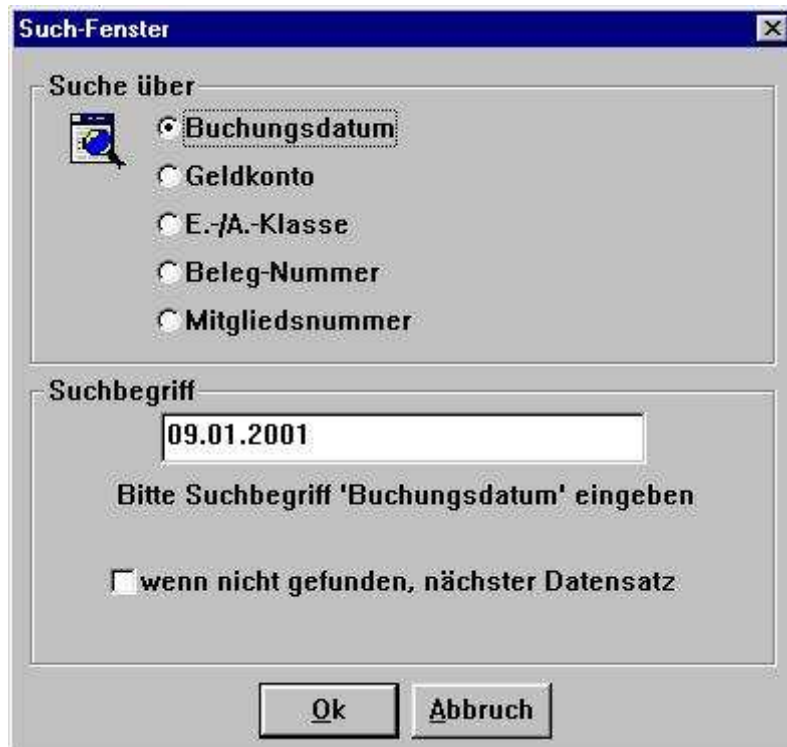 Such-Fenster
Suche über
Buchungsdatum
Geldkonto
E.-/A.-Klasse
Beleg-Nummer
Mitgliedsnummer
Suchbegriff
09.01.2001
Bitte Suchbegriff 'Buchungsdatum' eingeben
wenn nicht gefunden, nächster Datensatz
Ok Abbruch